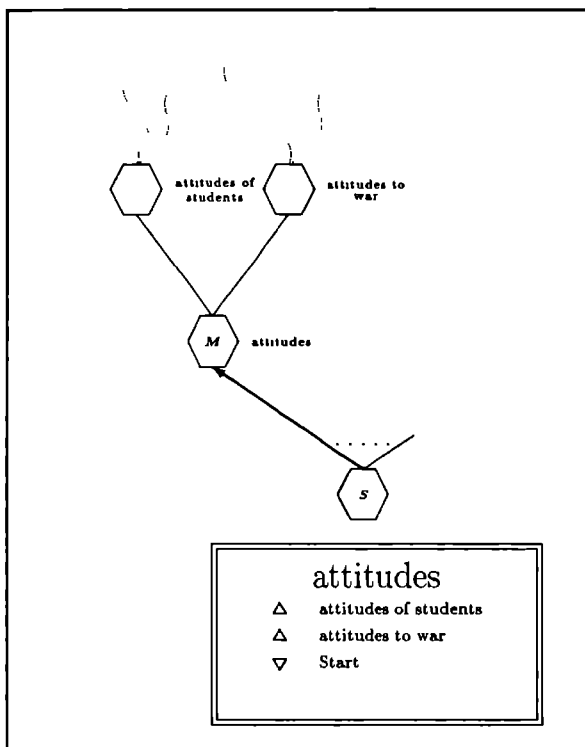 attitudes of
students
attitudes to
war
M
attitudes
S
attitudes
△ attitudes of students
△ attitudes to war
▽ Start